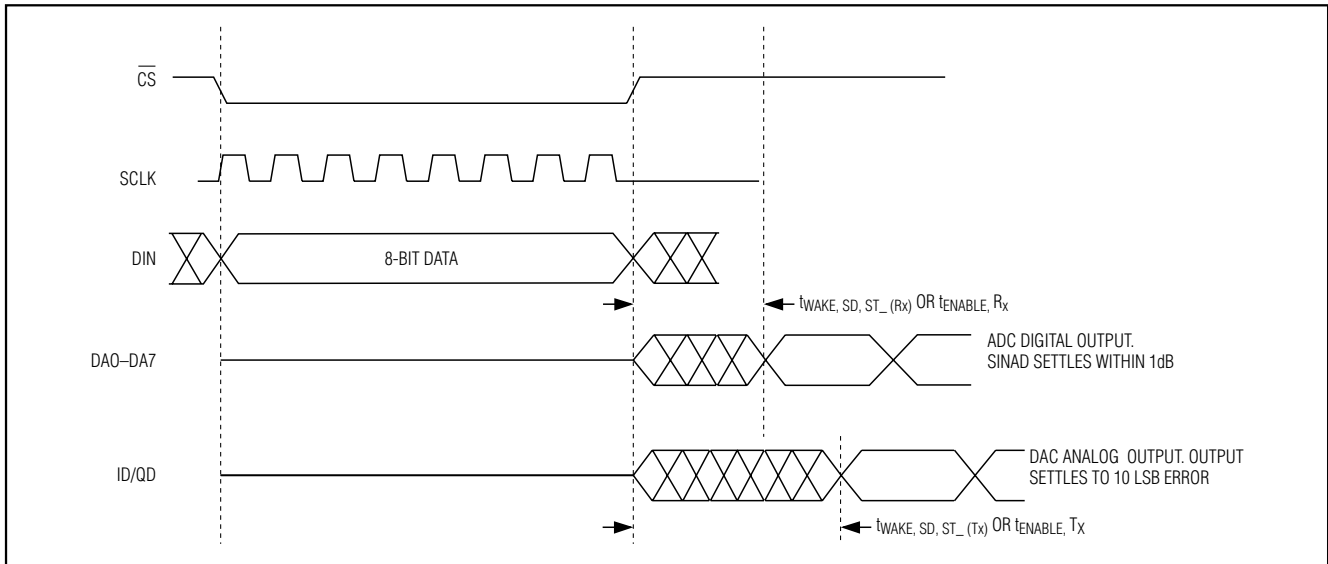 CS
SCLK
DIN
8-BIT DATA
tWAKE, SD, ST_ (Rx) OR tENABLE, RX
DA0–DA7
ADC DIGITAL OUTPUT.
SINAD SETTLES WITHIN 1dB
ID/QD
DAC ANALOG OUTPUT. OUTPUT
SETTLES TO 10 LSB ERROR
tWAKE, SD, ST_ (Tx) OR tENABLE, TX